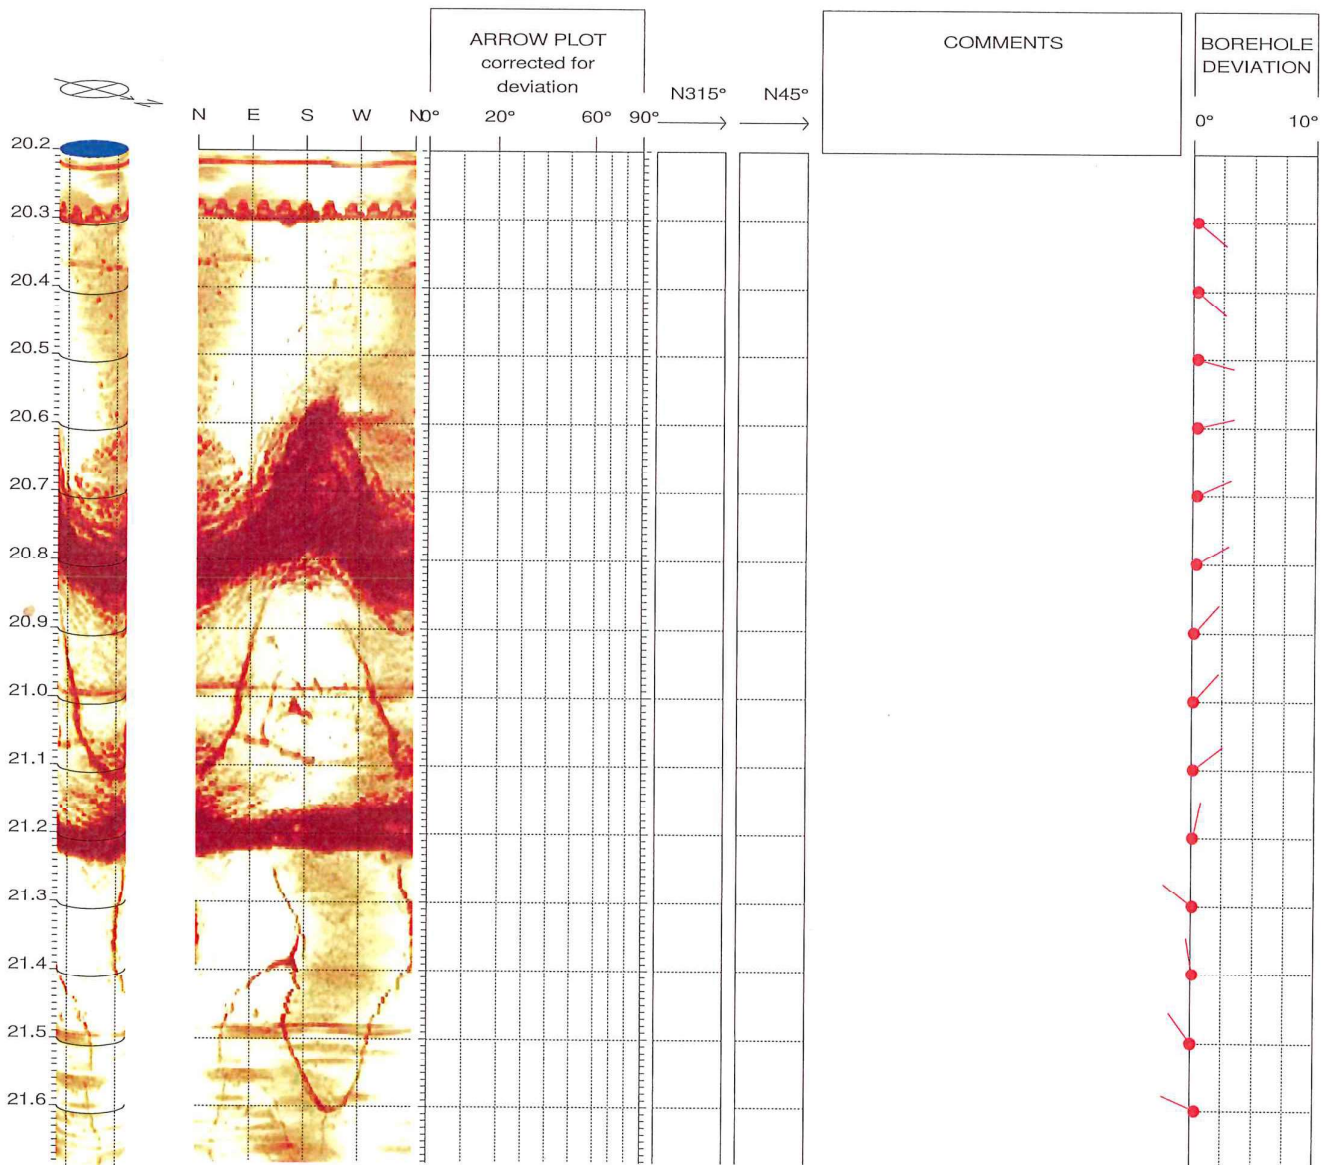 ARROW PLOT
corrected for
deviation
0° 20° 60° 90°
N315°
N45°
COMMENTS
BOREHOLE
DEVIATION
0° 10°
N E S W N
20.2
20.3
20.4
20.5
20.6
20.7
20.8
20.9
21.0
21.1
21.2
21.3
21.4
21.5
21.6